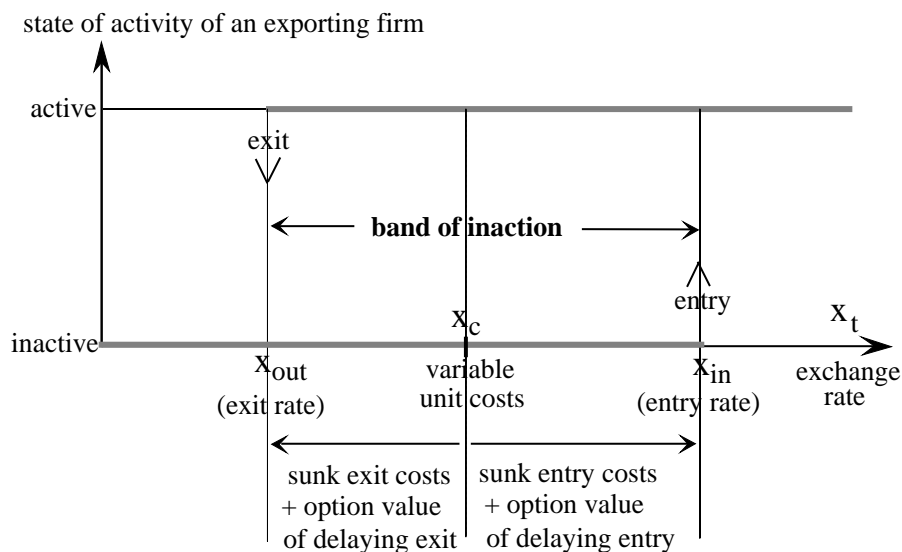 state of activity of an exporting firm
active
exit
band of inaction
entry
x_c
x_t
inactive
x_out
(exit rate)
variable
unit costs
x_in
(entry rate)
exchange
rate
sunk exit costs
+ option value
of delaying exit
sunk entry costs
+ option value
of delaying entry